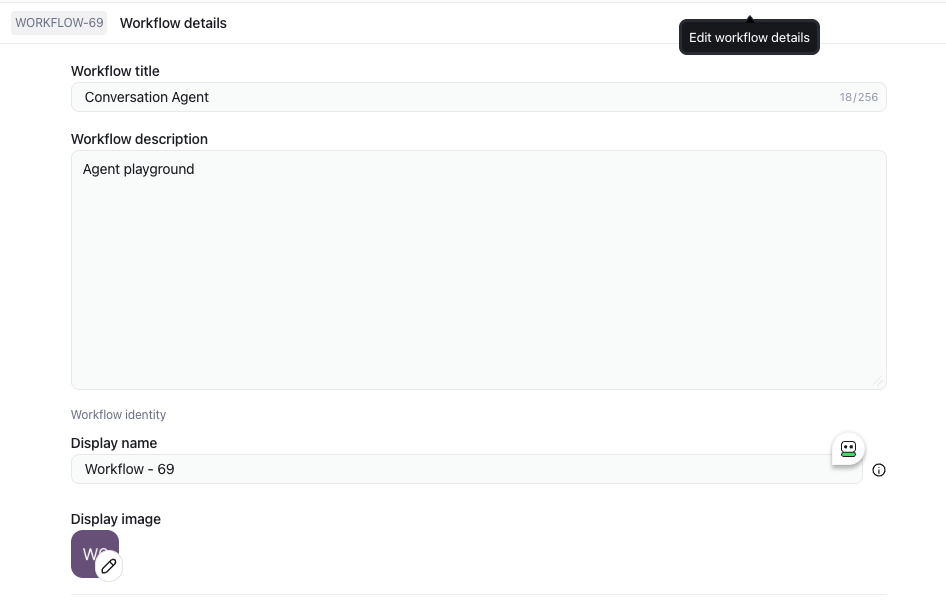 WORKFLOW-69 Workflow details
Edit workflow details
Workflow title
Conversation Agent 18/256
Workflow description
Agent playground
Workflow identity
Display name
Workflow - 69
Display image